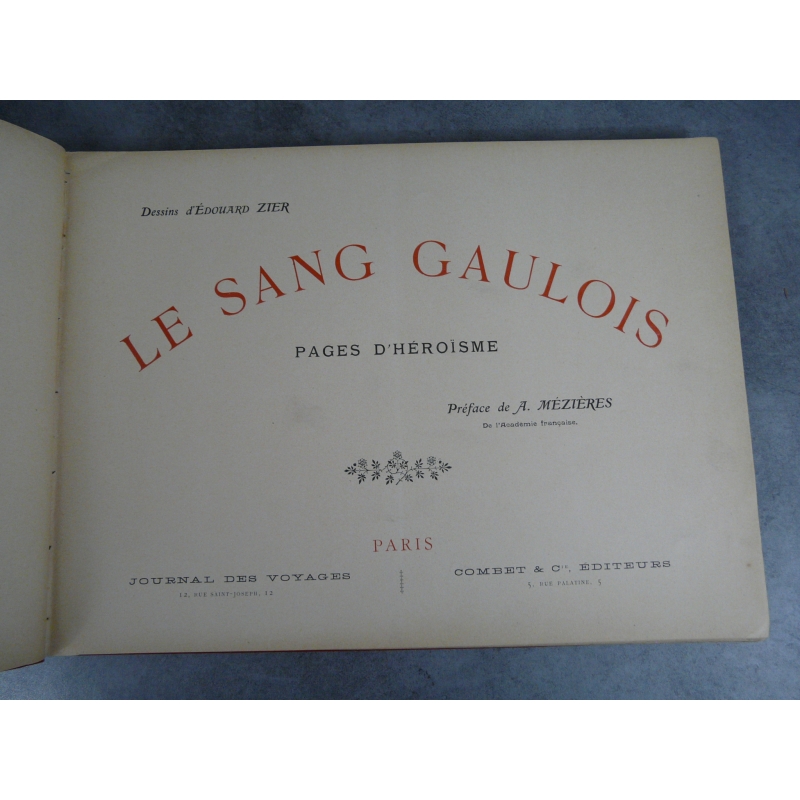 Dessins d'ÉDOUARD ZIER
LE SANG GAULOIS
PAGES D'HÉROÏSME
Préface de A. MÉZIÈRES
De l'Académie française.
PARIS
JOURNAL DES VOYAGES
12, RUE SAINT-JOSEPH, 12
COMBET & Cie, ÉDITEURS
5, RUE PALATINE, 5